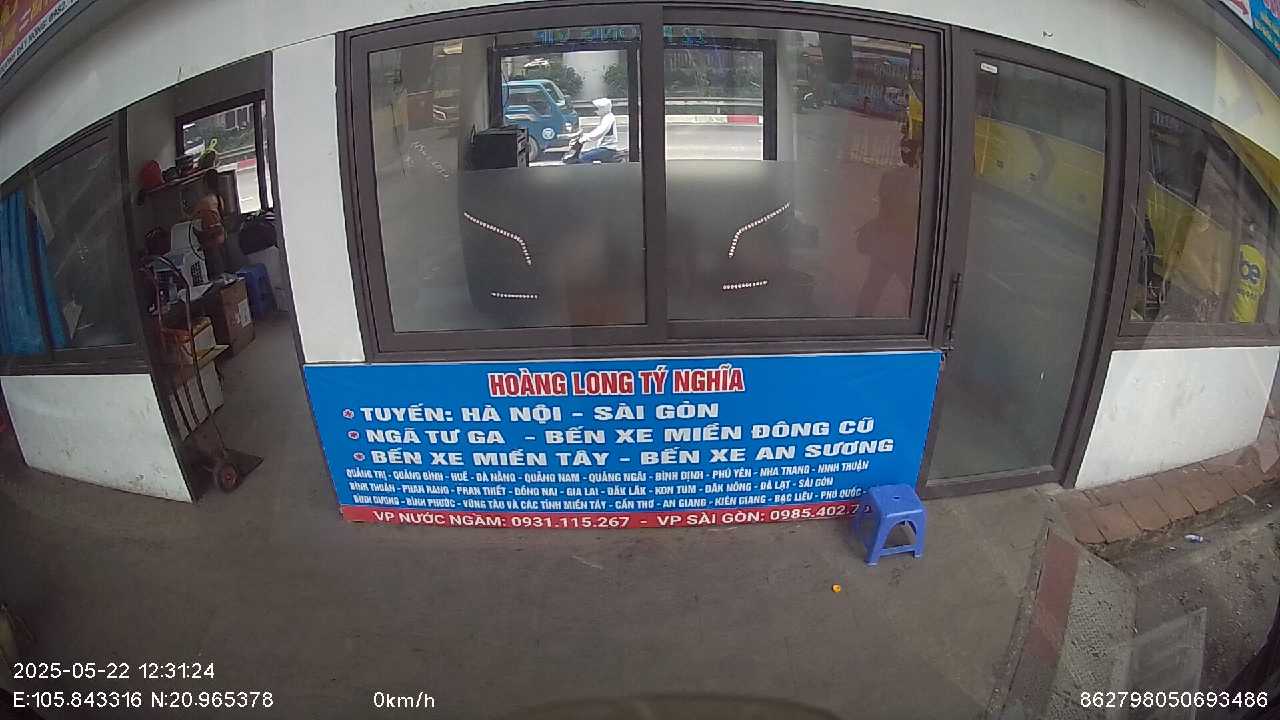 HOÀNG LONG TÝ NGHĨA
TUYẾN: HÀ NỘI - SÀI GÒN
NGÃ TƯ GA - BẾN XE MIỀN ĐÔNG CŨ
BẾN XE MIỀN TÂY - BẾN XE AN SƯƠNG
QUẢNG TRỊ - QUẢNG BÌNH - HUẾ - ĐÀ NẴNG - QUẢNG NAM - QUẢNG NGÃI - BÌNH ĐỊNH - PHÚ YÊN - NHA TRANG - NINH THUẬN
BÌNH THUẬN - PHAN RANG - PHAN THIẾT - ĐỒNG NAI - GIA LAI - ĐĂK LĂK - KON TUM - ĐĂK NÔNG - ĐÀ LẠT - SÀI GÒN
BÌNH DƯƠNG - BÌNH PHƯỚC - VŨNG TÀU VÀ CÁC TỈNH MIỀN TÂY - CẦN THƠ - AN GIANG - KIÊN GIANG - BẠC LIÊU - PHÚ QUỐC -
VP NƯỚC NGẦM: 0931.115.267 - VP SÀI GÒN: 0985.402.7
2025-05-22 12:31:24
E:105.843316 N:20.965378
0km/h
862798050693486